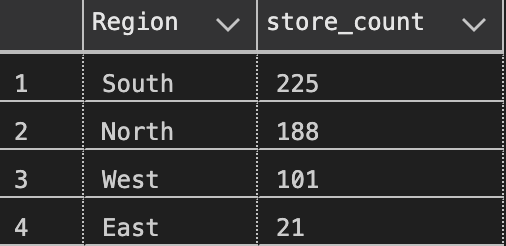 Region store_count
1 South 225
2 North 188
3 West 101
4 East 21